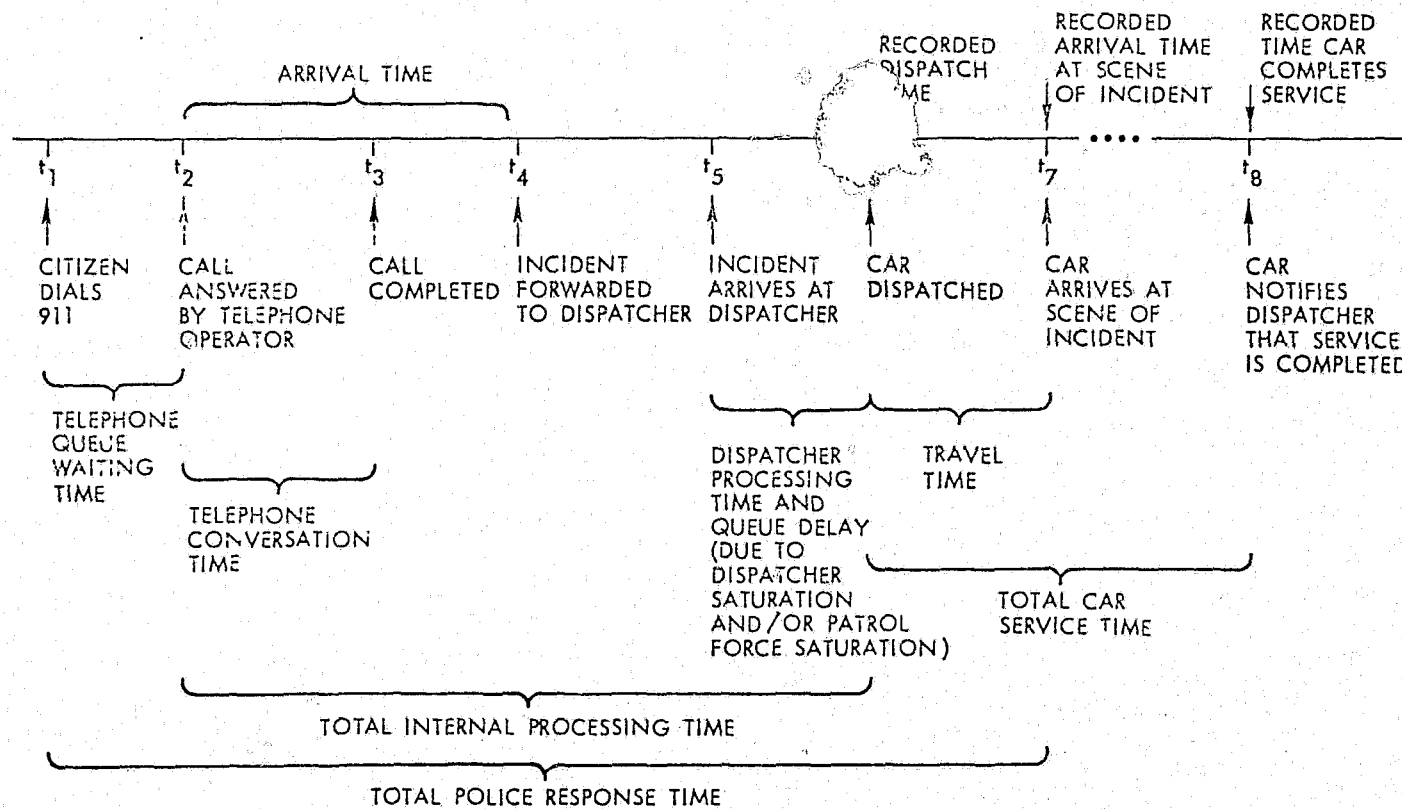 ARRIVAL TIME
RECORDED
DISPATCH
RECORDED
ARRIVAL TIME
AT SCENE
OF INCIDENT
RECORDED
TIME CAR
COMPLETES
SERVICE
t1
t2
t3
t4
t5
t7
t8
CITIZEN
DIALS
911
CALL
ANSWERED
BY TELEPHONE
OPERATOR
CALL
COMPLETED
INCIDENT
FORWARDED
TO DISPATCHER
INCIDENT
ARRIVES AT
DISPATCHER
CAR
DISPATCHED
CAR
ARRIVES AT
SCENE OF
INCIDENT
CAR
NOTIFIES
DISPATCHER
THAT SERVICE
IS COMPLETED
TELEPHONE
QUEUE
WAITING
TIME
TELEPHONE
CONVERSATION
TIME
DISPATCHER
PROCESSING
TIME AND
QUEUE DELAY
(DUE TO
DISPATCHER
SATURATION
AND/OR PATROL
FORCE SATURATION)
TRAVEL
TIME
TOTAL CAR
SERVICE TIME
TOTAL INTERNAL PROCESSING TIME
TOTAL POLICE RESPONSE TIME